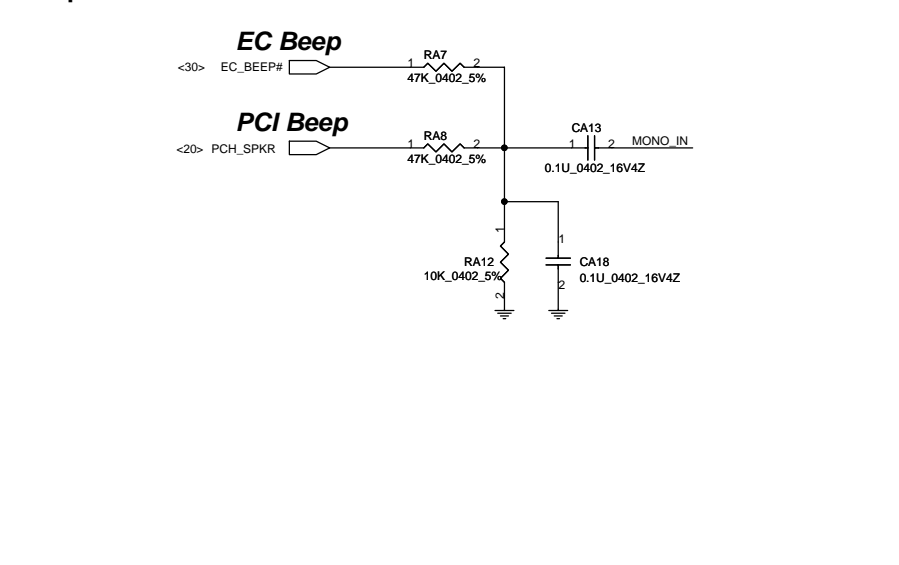 EC Beep
<30> EC_BEEP#
1 RA7 2
47K_0402_5%
PCI Beep
<20> PCH_SPKR
1 RA8 2
47K_0402_5%
CA13
1 2 MONO_IN
0.1U_0402_16V4Z
1
RA12
10K_0402_5%
2
1
CA18
0.1U_0402_16V4Z
2